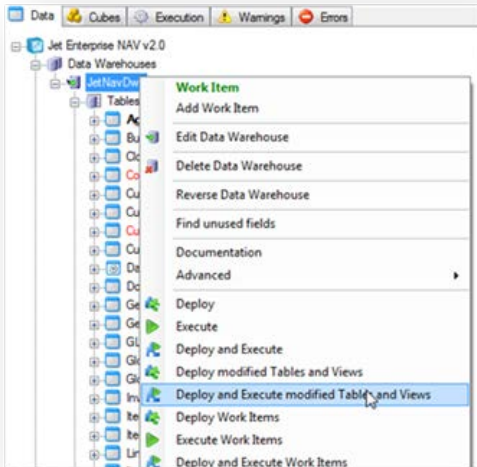 Data Cubes Execution Warnings Errors
Jet Enterprise NAV v2.0
Data Warehouses
JetNavDw
Work Item
Tables
Add Work Item
Edit Data Warehouse
Delete Data Warehouse
Reverse Data Warehouse
Find unused fields
Documentation
Advanced
Deploy
Execute
Deploy and Execute
Deploy modified Tables and Views
Deploy and Execute modified Tables and Views
Deploy Work Items
Execute Work Items
Deploy and Execute Work Items